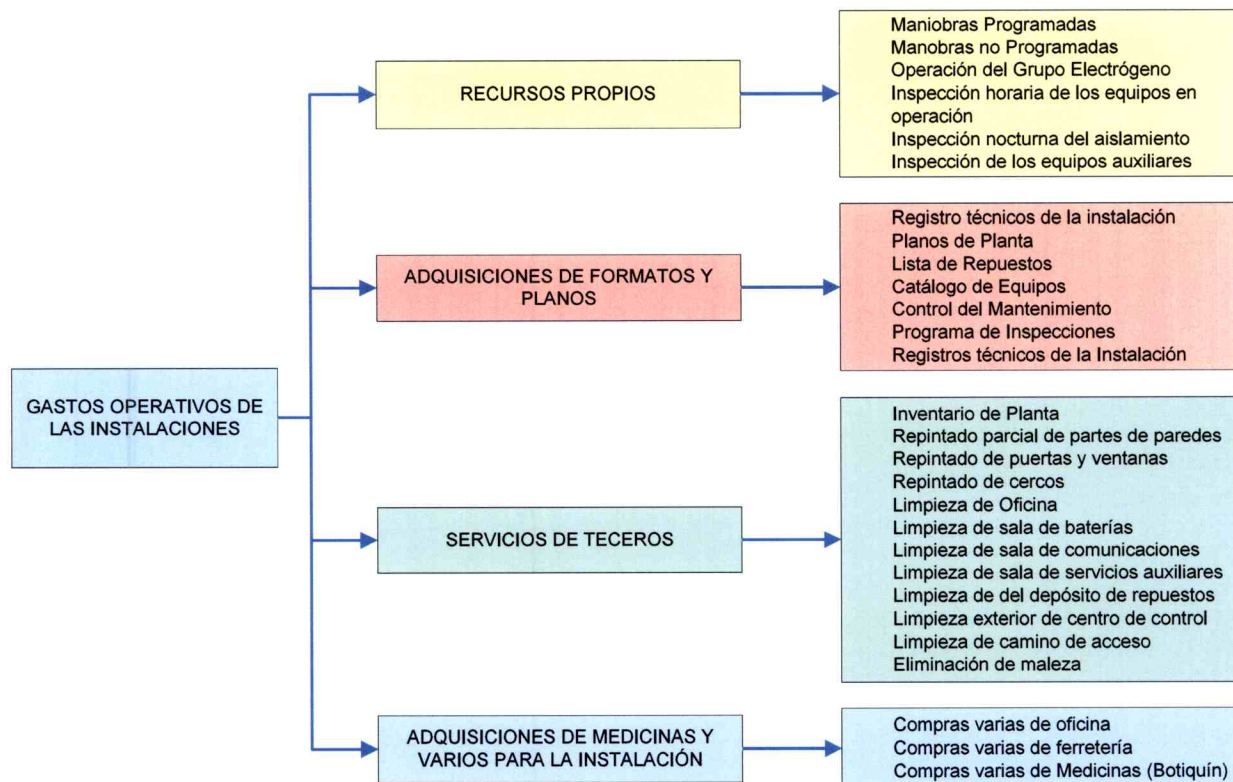 GASTOS OPERATIVOS DE
LAS INSTALACIONES
RECURSOS PROPIOS
Maniobras Programadas
Manobras no Programadas
Operación del Grupo Electrógeno
Inspección horaria de los equipos en
operación
Inspección nocturna del aislamiento
Inspección de los equipos auxiliares
ADQUISICIONES DE FORMATOS Y
PLANOS
Registro técnicos de la instalación
Planos de Planta
Lista de Repuestos
Catálogo de Equipos
Control del Mantenimiento
Programa de Inspecciones
Registros técnicos de la Instalación
SERVICIOS DE TECEROS
Inventario de Planta
Repintado parcial de partes de paredes
Repintado de puertas y ventanas
Repintado de cercos
Limpieza de Oficina
Limpieza de sala de baterías
Limpieza de sala de comunicaciones
Limpieza de sala de servicios auxiliares
Limpieza de del depósito de repuestos
Limpieza exterior de centro de control
Limpieza de camino de acceso
Eliminación de maleza
ADQUISICIONES DE MEDICINAS Y
VARIOS PARA LA INSTALACIÓN
Compras varias de oficina
Compras varias de ferretería
Compras varias de Medicinas (Botiquín)